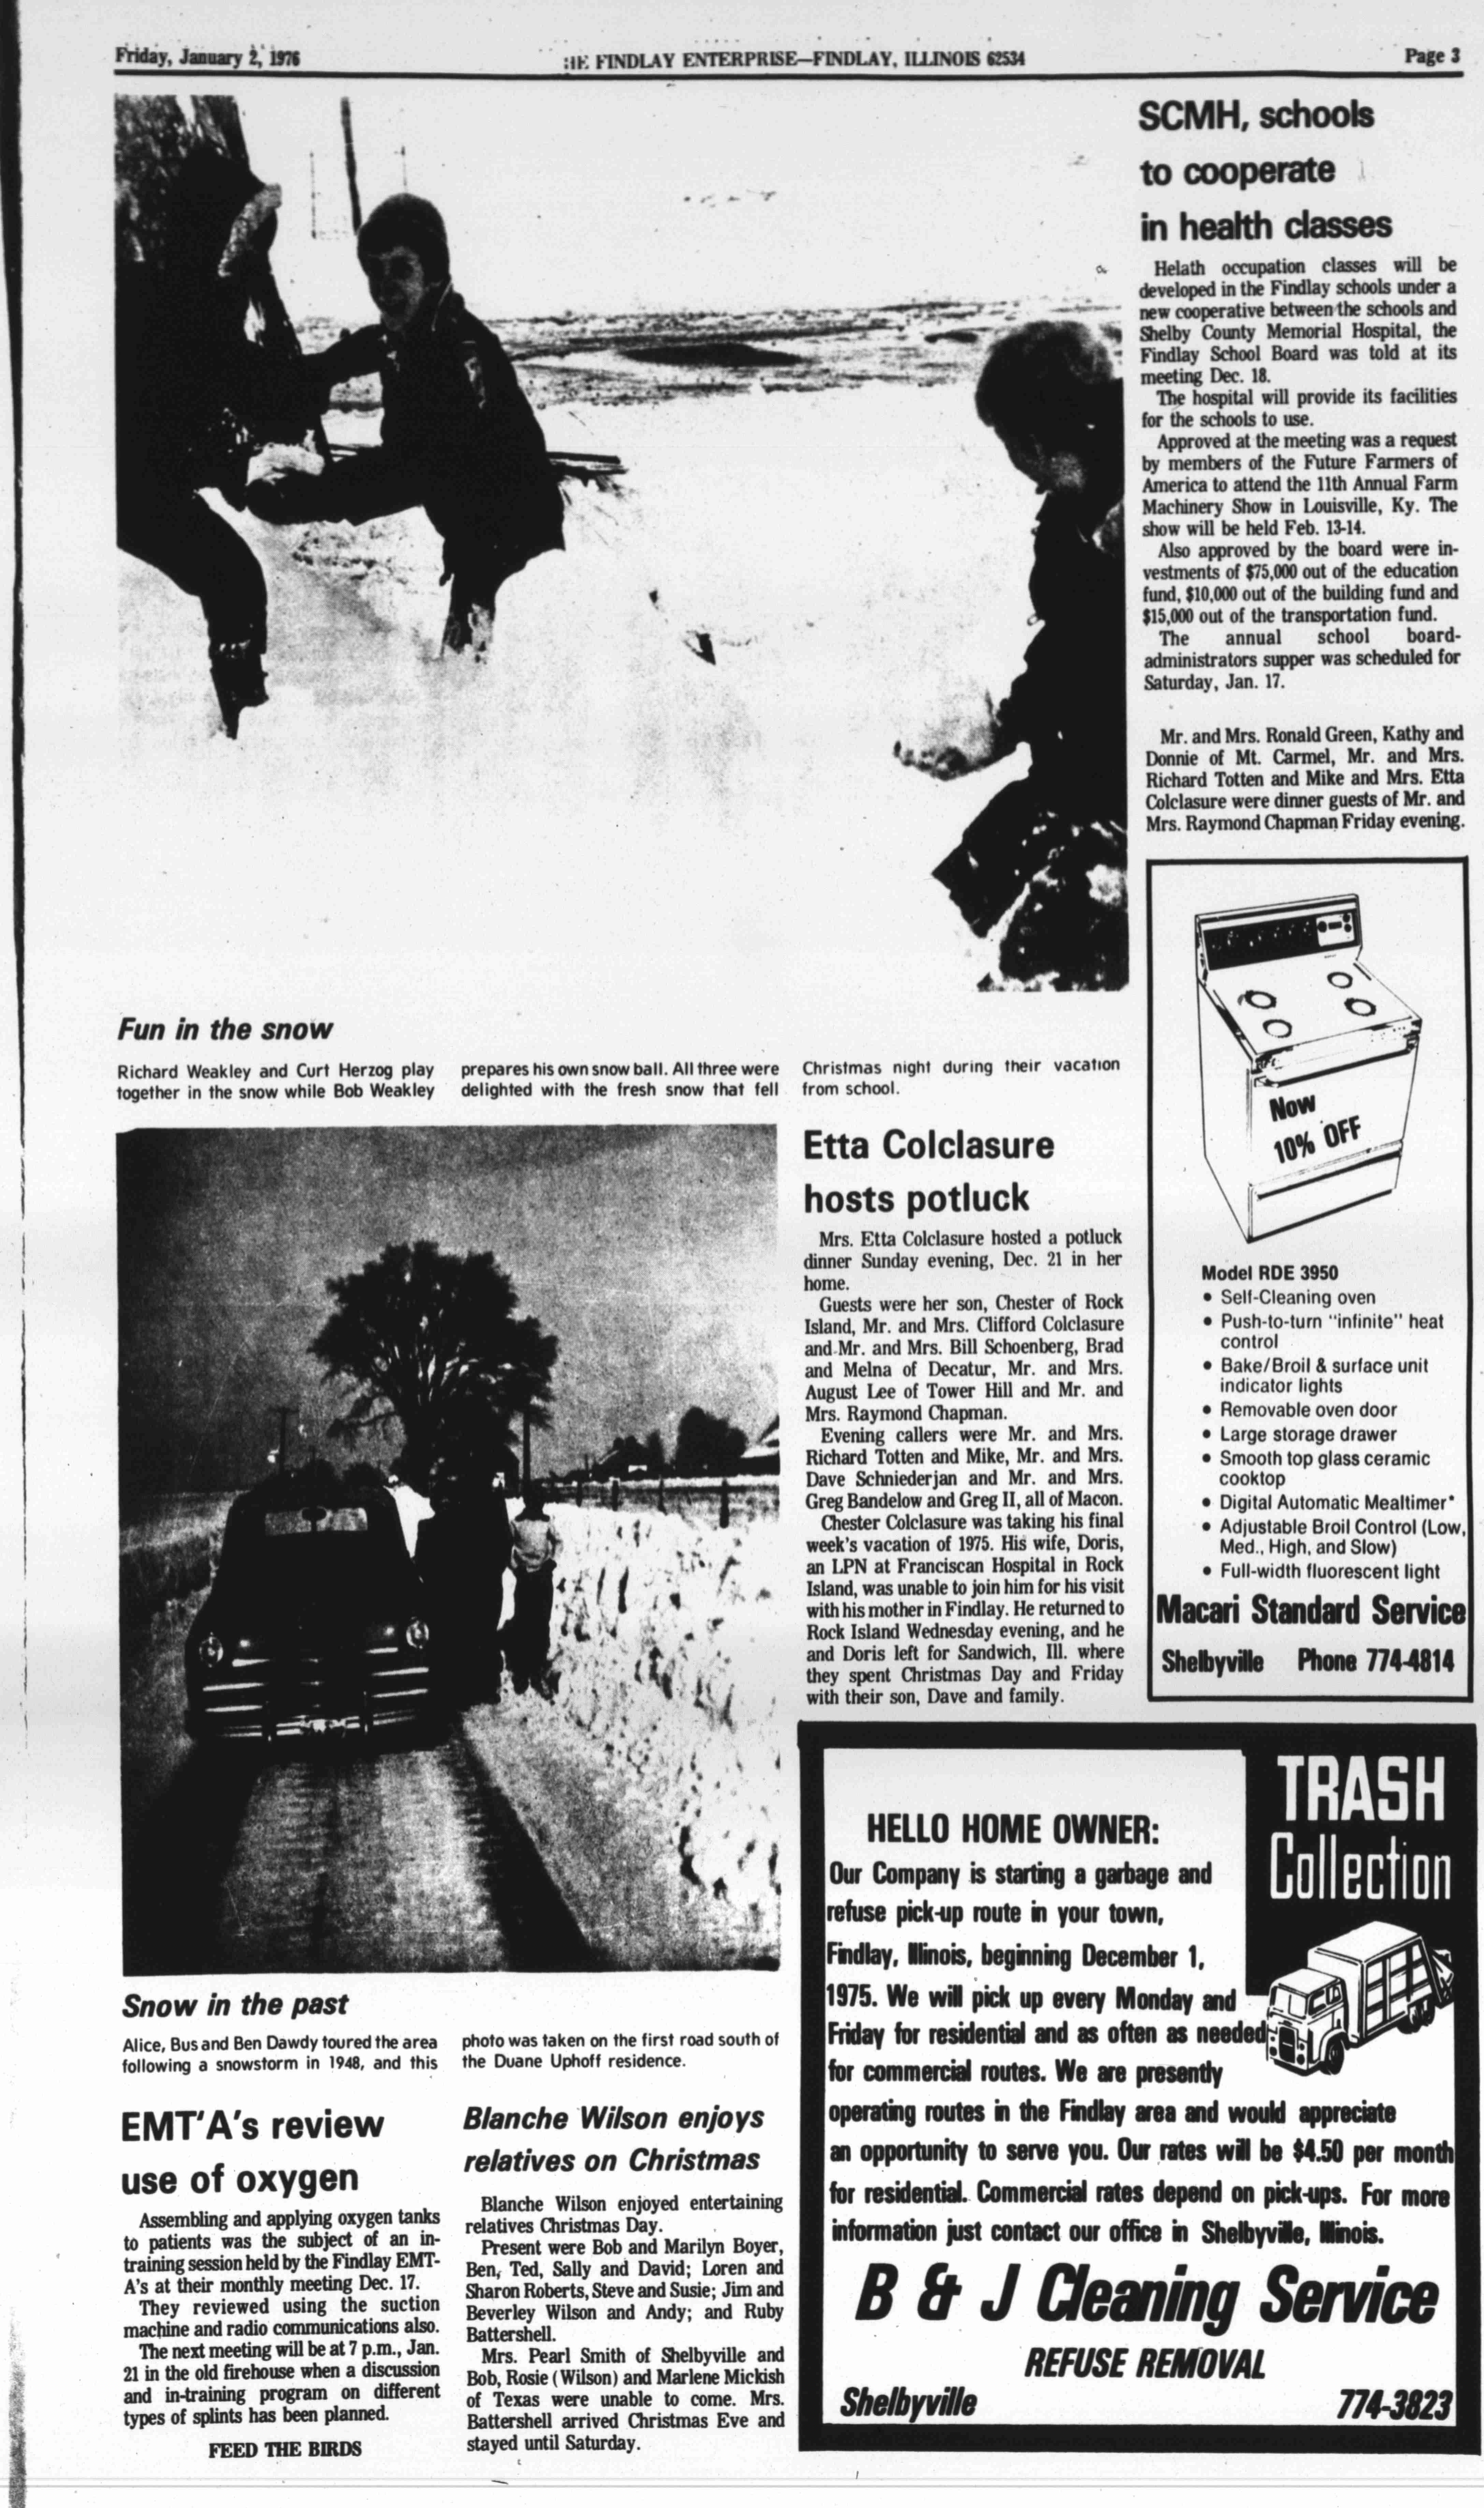 Friday, January 2, 1976
THE FINDLAY ENTERPRISE—FINDLAY, ILLINOIS 62534
Page 3
SCMH, schools
to cooperate
in health classes
Helath occupation classes will be
developed in the Findlay schools under a
new cooperative between the schools and
Shelby County Memorial Hospital, the
Findlay School Board was told at its
meeting Dec. 18.
The hospital will provide its facilities
for the schools to use.
Approved at the meeting was a request
by members of the Future Farmers of
America to attend the 11th Annual Farm
Machinery Show in Louisville, Ky. The
show will be held Feb. 13-14.
Also approved by the board were in-
vestments of $75,000 out of the education
fund, $10,000 out of the building fund and
$15,000 out of the transportation fund.
The annual school board-
administrators supper was scheduled for
Saturday, Jan. 17.
Mr. and Mrs. Ronald Green, Kathy and
Donnie of Mt. Carmel, Mr. and Mrs.
Richard Totten and Mike and Mrs. Etta
Colclasure were dinner guests of Mr. and
Mrs. Raymond Chapman Friday evening.
Fun in the snow
Richard Weakley and Curt Herzog play
together in the snow while Bob Weakley
prepares his own snow ball. All three were
delighted with the fresh snow that fell
Christmas night during their vacation
from school.
Etta Colclasure
hosts potluck
Mrs. Etta Colclasure hosted a potluck
dinner Sunday evening, Dec. 21 in her
home.
Guests were her son, Chester of Rock
Island, Mr. and Mrs. Clifford Colclasure
and Mr. and Mrs. Bill Schoenberg, Brad
and Melna of Decatur, Mr. and Mrs.
August Lee of Tower Hill and Mr. and
Mrs. Raymond Chapman.
Evening callers were Mr. and Mrs.
Richard Totten and Mike, Mr. and Mrs.
Dave Schniederjan and Mr. and Mrs.
Greg Bandelow and Greg II, all of Macon.
Chester Colclasure was taking his final
week's vacation of 1975. His wife, Doris,
an LPN at Franciscan Hospital in Rock
Island, was unable to join him for his visit
with his mother in Findlay. He returned to
Rock Island Wednesday evening, and he
and Doris left for Sandwich, Ill. where
they spent Christmas Day and Friday
with their son, Dave and family.
Now
10% OFF
Model RDE 3950
• Self-Cleaning oven
• Push-to-turn "infinite" heat
control
• Bake/Broil & surface unit
indicator lights
• Removable oven door
• Large storage drawer
• Smooth top glass ceramic
cooktop
• Digital Automatic Mealtimer*
• Adjustable Broil Control (Low,
Med., High, and Slow)
• Full-width fluorescent light
Macari Standard Service
Shelbyville Phone 774-4814
Snow in the past
Alice, Bus and Ben Dawdy toured the area
following a snowstorm in 1948, and this
photo was taken on the first road south of
the Duane Uphoff residence.
EMT'A's review
use of oxygen
Assembling and applying oxygen tanks
to patients was the subject of an in-
training session held by the Findlay EMT-
A's at their monthly meeting Dec. 17.
They reviewed using the suction
machine and radio communications also.
The next meeting will be at 7 p.m., Jan.
21 in the old firehouse when a discussion
and in-training program on different
types of splints has been planned.
FEED THE BIRDS
Blanche Wilson enjoys
relatives on Christmas
Blanche Wilson enjoyed entertaining
relatives Christmas Day.
Present were Bob and Marilyn Boyer,
Ben, Ted, Sally and David; Loren and
Sharon Roberts, Steve and Susie; Jim and
Beverley Wilson and Andy; and Ruby
Battershell.
Mrs. Pearl Smith of Shelbyville and
Bob, Rosie (Wilson) and Marlene Mickish
of Texas were unable to come. Mrs.
Battershell arrived Christmas Eve and
stayed until Saturday.
TRASH
Collection
HELLO HOME OWNER:
Our Company is starting a garbage and
refuse pick-up route in your town,
Findlay, Illinois, beginning December 1,
1975. We will pick up every Monday and
Friday for residential and as often as needed
for commercial routes. We are presently
operating routes in the Findlay area and would appreciate
an opportunity to serve you. Our rates will be $4.50 per month
for residential. Commercial rates depend on pick-ups. For more
information just contact our office in Shelbyville, Illinois.
B & J Cleaning Service
REFUSE REMOVAL
Shelbyville 774-3823